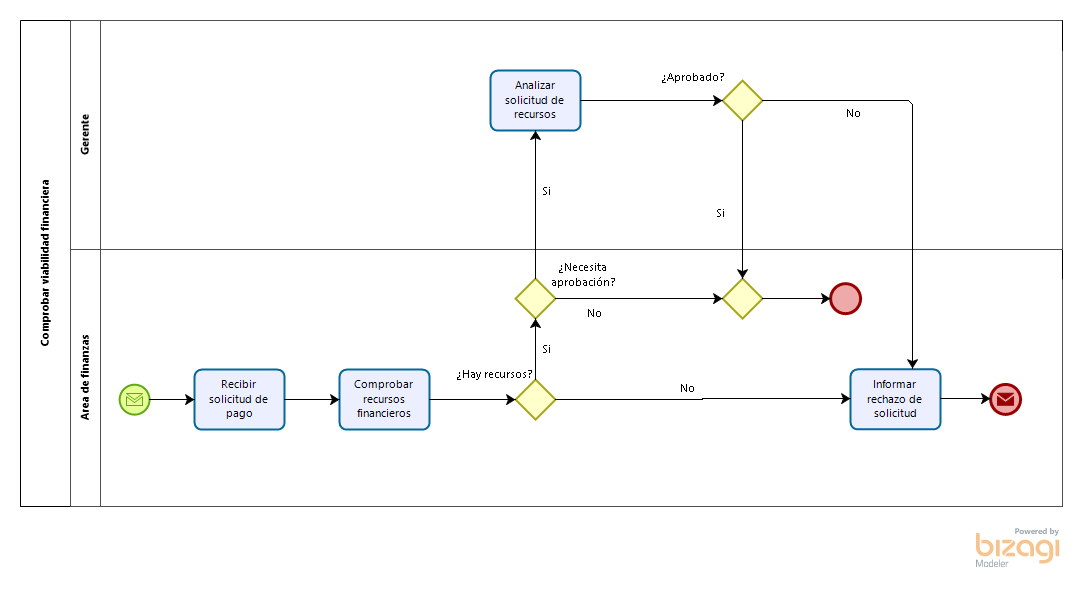 Comprobar viabilidad financiera
Gerente
Analizar
solicitud de
recursos
¿Aprobado?
No
Si
Si
Area de finanzas
¿Necesita
aprobación?
No
Si
¿Hay recursos?
No
Recibir
solicitud de
pago
Comprobar
recursos
financieros
Informar
rechazo de
solicitud
Powered by
bizagi
Modeler